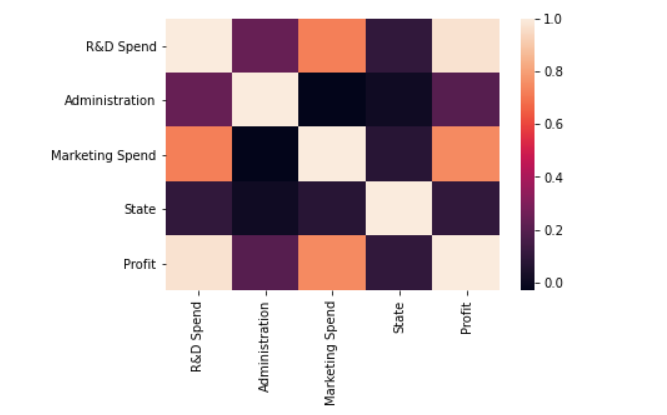 R&D Spend
Administration
Marketing Spend
State
Profit
R&D Spend
Administration
Marketing Spend
State
Profit
1.0
0.8
0.6
0.4
0.2
0.0